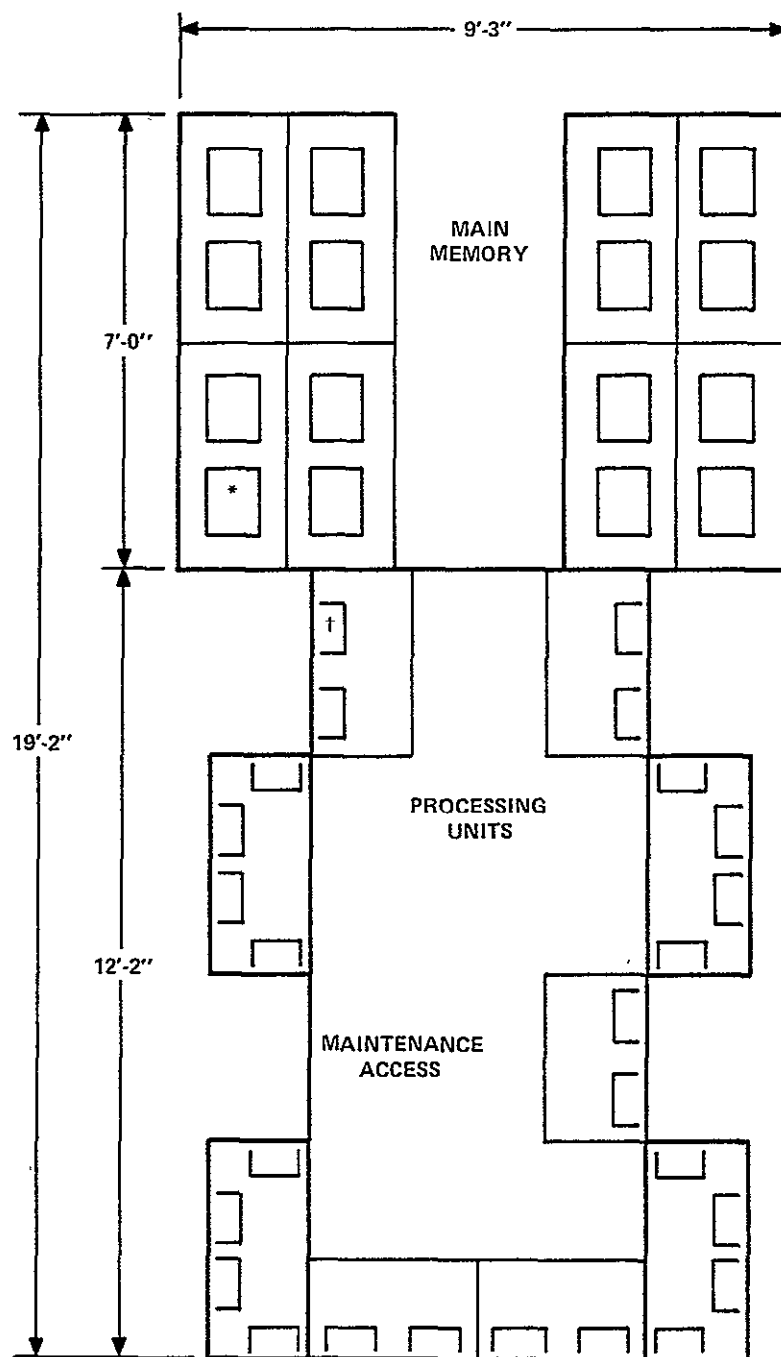 9'-3"
MAIN
MEMORY
7'-0"
*
†
19'-2"
PROCESSING
UNITS
12'-2"
MAINTENANCE
ACCESS